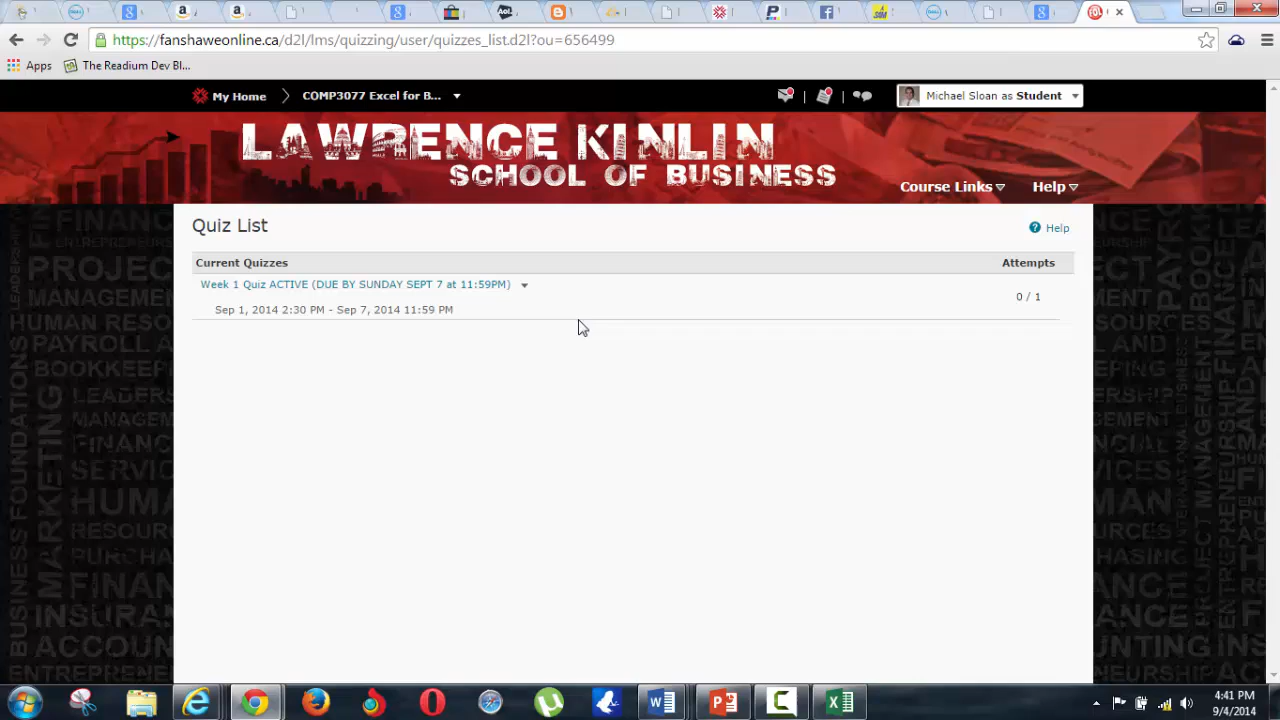 https://fanshaweonline.ca/d2l/lms/quizzing/user/quizzes_list.d2l?ou=656499
Apps The Readium Dev Bl...
My Home COMP3077 Excel for B... Michael Sloan as Student
LAWRENCE KINLIN
SCHOOL OF BUSINESS
Course Links Help
Quiz List
Help
Current Quizzes Attempts
Week 1 Quiz ACTIVE (DUE BY SUNDAY SEPT 7 at 11:59PM)
0 / 1
Sep 1, 2014 2:30 PM - Sep 7, 2014 11:59 PM
4:41 PM
9/4/2014